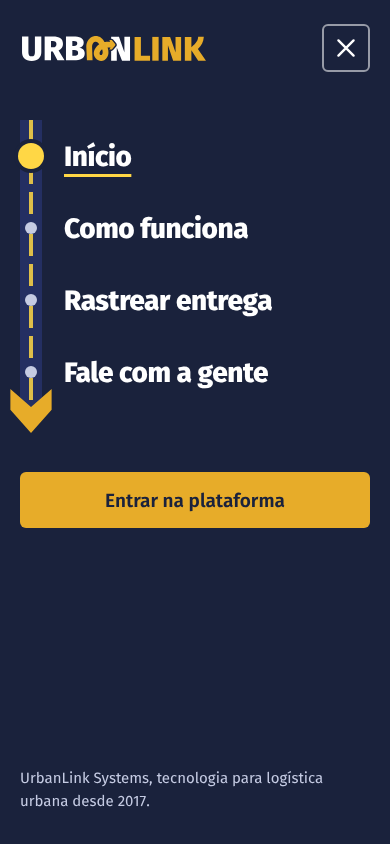 URBANLINK
Início
Como funciona
Rastrear entrega
Fale com a gente
Entrar na plataforma
UrbanLink Systems, tecnologia para logística
urbana desde 2017.